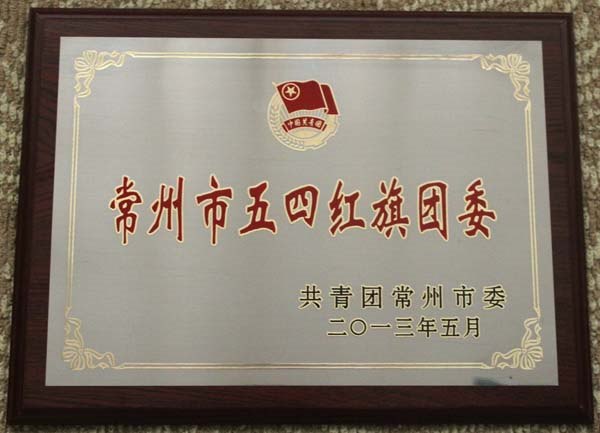 中国共青团
常州市五四红旗团委
共青团常州市委
二〇一三年五月